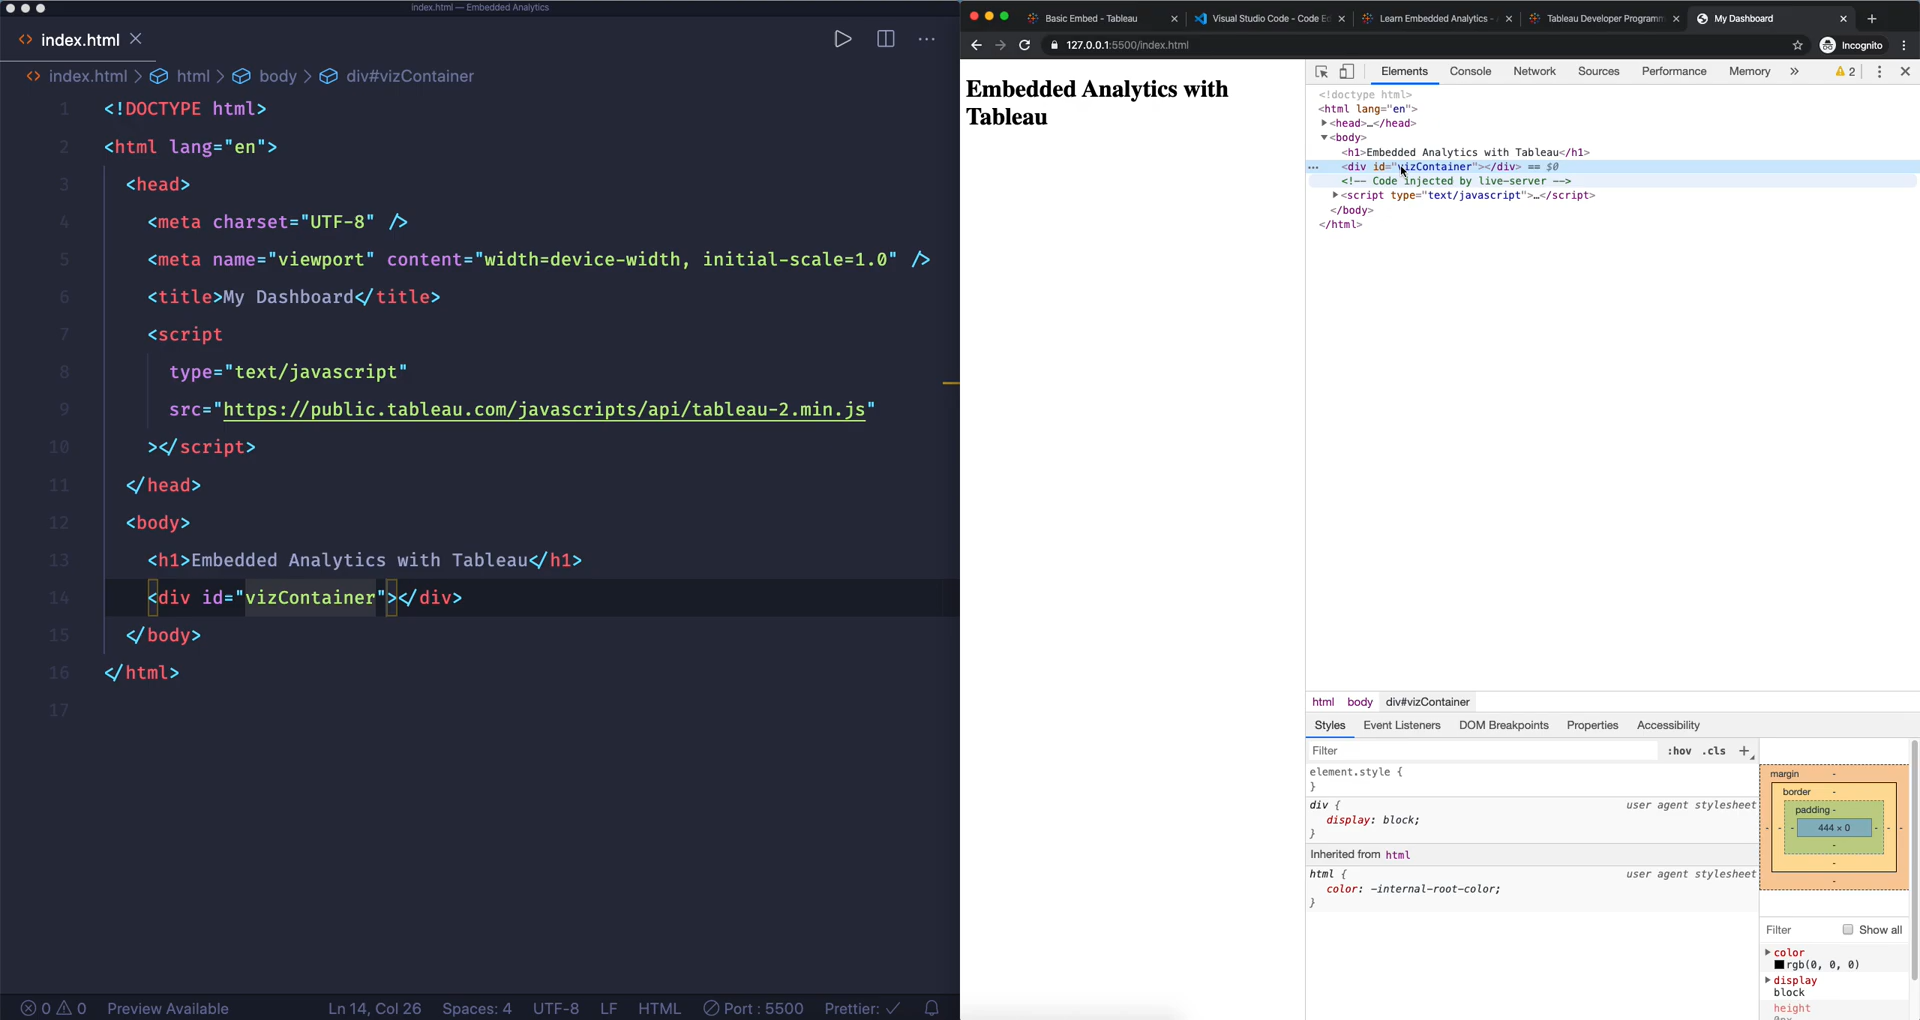 index.html — Embedded Analytics
index.html
index.html > html > body > div#vizContainer
1 <!DOCTYPE html>
2 <html lang="en">
3 <head>
4 <meta charset="UTF-8" />
5 <meta name="viewport" content="width=device-width, initial-scale=1.0" />
6 <title>My Dashboard</title>
7 <script
8 type="text/javascript"
9 src="https://public.tableau.com/javascripts/api/tableau-2.min.js"
10 ></script>
11 </head>
12 <body>
13 <h1>Embedded Analytics with Tableau</h1>
14 <div id="vizContainer"></div>
15 </body>
16 </html>
17
0 0 Preview Available Ln 14, Col 26 Spaces: 4 UTF-8 LF HTML Port : 5500 Prettier: ✓
Basic Embed - Tableau Visual Studio Code - Code Ed Learn Embedded Analytics - Tableau Developer Programm My Dashboard
127.0.0.1:5500/index.html Incognito
Embedded Analytics with
Tableau
Elements Console Network Sources Performance Memory » 2
<!doctype html>
<html lang="en">
<head>…</head>
<body>
<h1>Embedded Analytics with Tableau</h1>
<div id="vizContainer"></div> == $0
<!-- Code injected by live-server -->
<script type="text/javascript">…</script>
</body>
</html>
html body div#vizContainer
Styles Event Listeners DOM Breakpoints Properties Accessibility
Filter :hov .cls +
element.style {
}
div { user agent stylesheet
display: block;
}
Inherited from html
html { user agent stylesheet
color: -internal-root-color;
}
margin -
border -
padding -
- - - 444 × 0 - - -
-
-
-
Filter Show all
color
rgb(0, 0, 0)
display
block
height